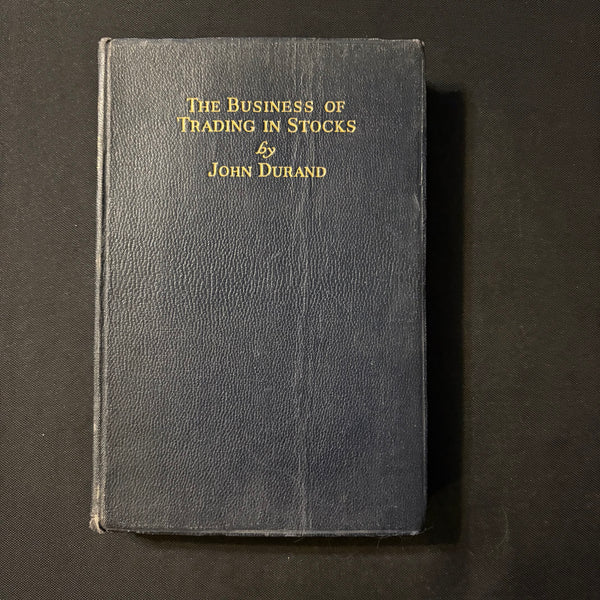 The Business of
Trading in Stocks
by
John Durand